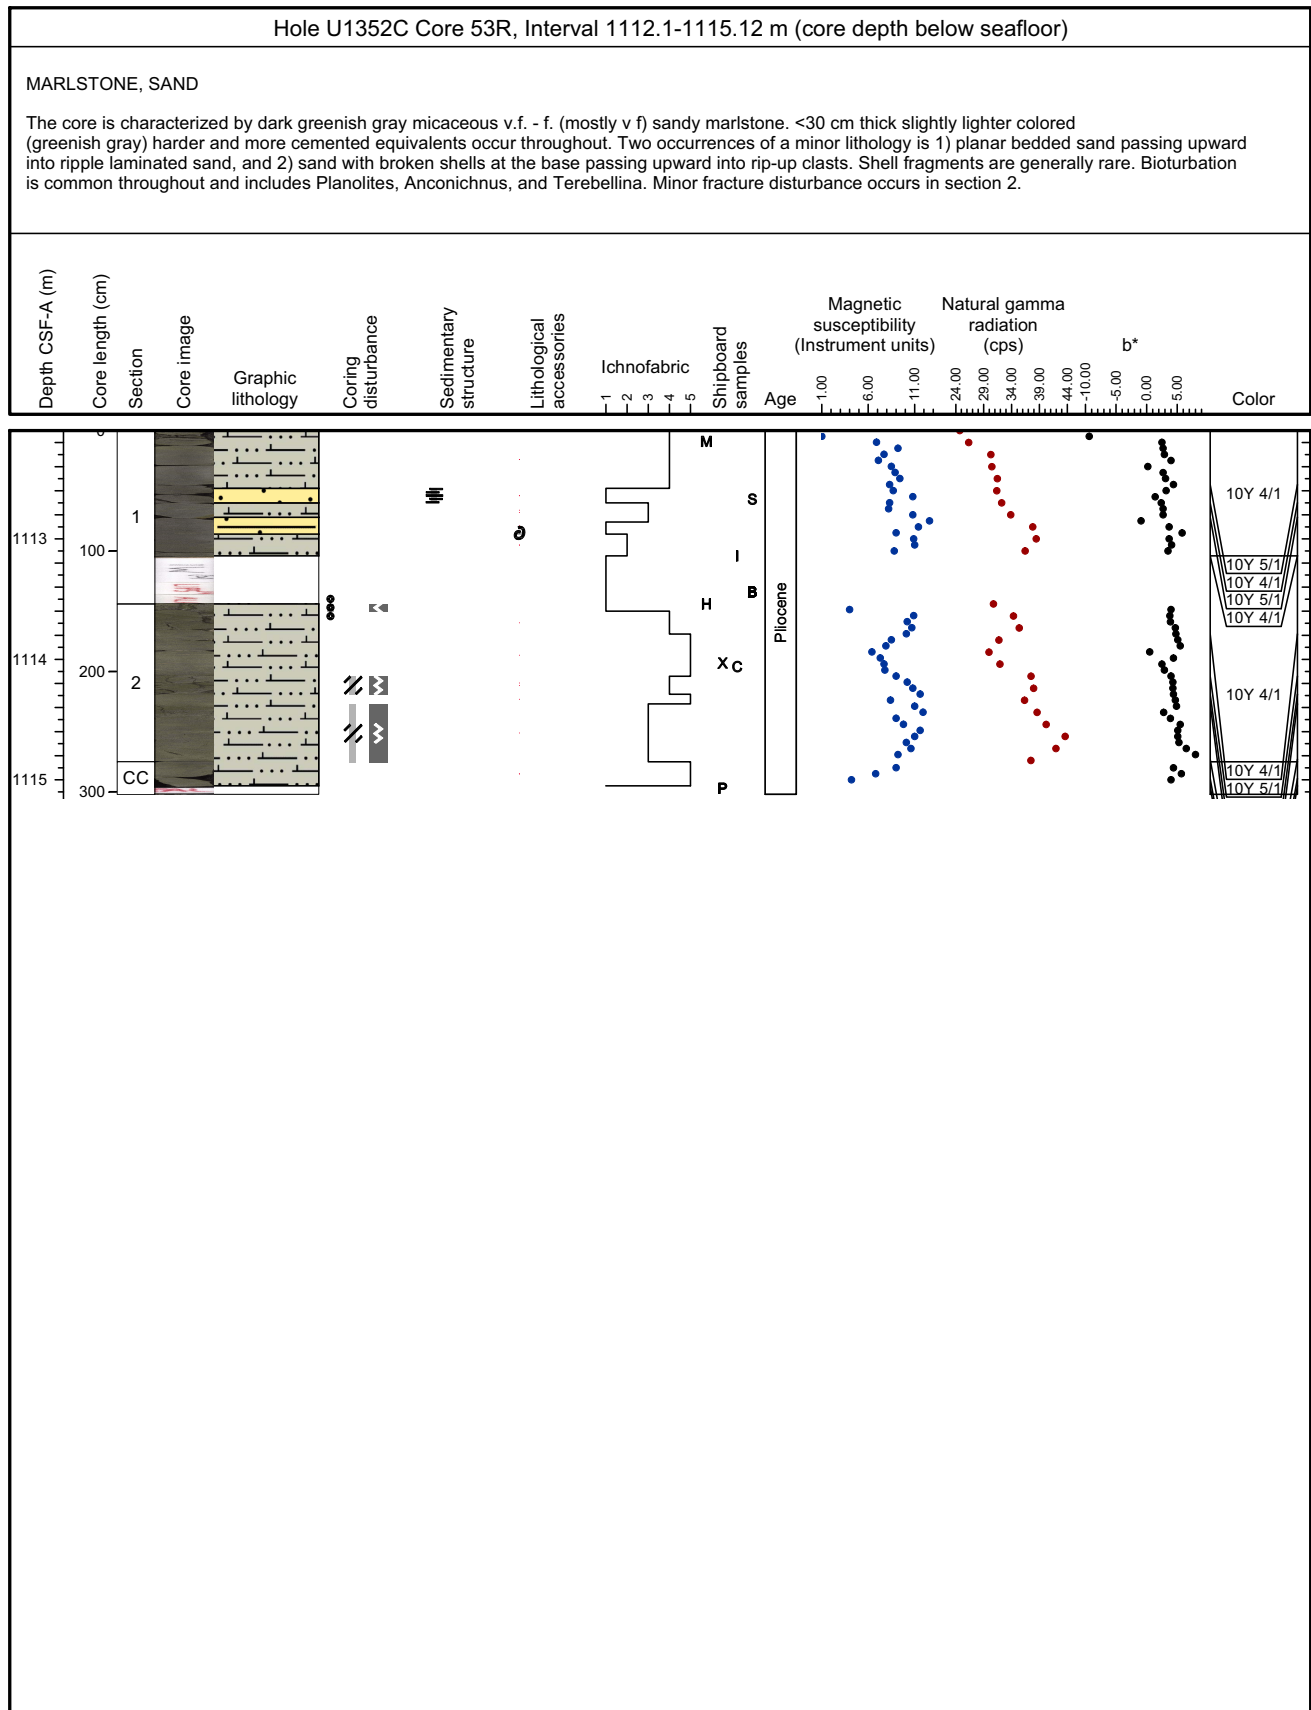 Hole U1352C Core 53R, Interval 1112.1-1115.12 m (core depth below seafloor)
MARLSTONE, SAND
The core is characterized by dark greenish gray micaceous v.f. - f. (mostly v f) sandy marlstone. <30 cm thick slightly lighter colored
(greenish gray) harder and more cemented equivalents occur throughout. Two occurrences of a minor lithology is 1) planar bedded sand passing upward
into ripple laminated sand, and 2) sand with broken shells at the base passing upward into rip-up clasts. Shell fragments are generally rare. Bioturbation
is common throughout and includes Planolites, Anconichnus, and Terebellina. Minor fracture disturbance occurs in section 2.
Depth CSF-A (m)
Core length (cm)
Section
Core image
Graphic
lithology
Coring
disturbance
Sedimentary
structure
Lithological
accessories
Ichnofabric
1 2 3 4 5
Shipboard
samples
Age
Magnetic
susceptibility
(Instrument units)
1.00 6.00 11.00
Natural gamma
radiation
(cps)
24.00 29.00 34.00 39.00 44.00
b*
-10.00 -5.00 0.00 5.00
Color
1113
1114
1115
0
100
200
300
1
2
CC
M
S
I
B
H
X C
P
Pliocene
10Y 4/1
10Y 5/1
10Y 4/1
10Y 5/1
10Y 4/1
10Y 4/1
10Y 4/1
10Y 5/1